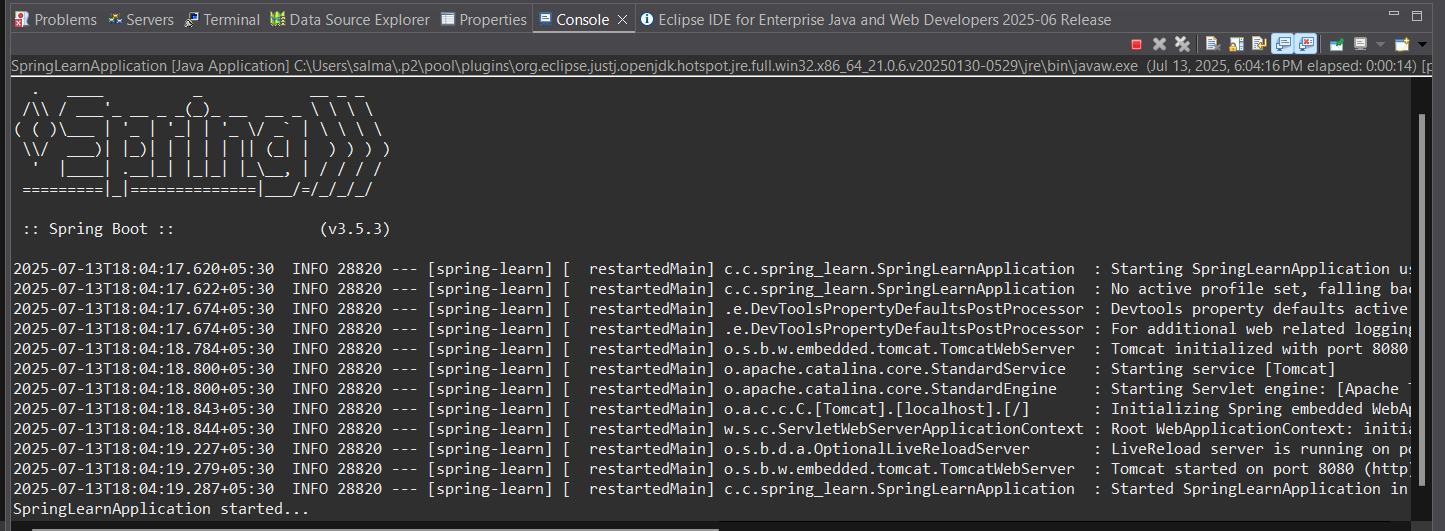 Problems Servers Terminal Data Source Explorer Properties Console Eclipse IDE for Enterprise Java and Web Developers 2025-06 Release
SpringLearnApplication [Java Application] C:\Users\salma\.p2\pool\plugins\org.eclipse.justj.openjdk.hotspot.jre.full.win32.x86_64_21.0.6.v20250130-0529\jre\bin\javaw.exe (Jul 13, 2025, 6:04:16 PM elapsed: 0:00:14) [p
  .   ____          _            __ _ _
 /\\ / ___'_ __ _ _(_)_ __  __ _ \ \ \ \
( ( )\___ | '_ | '_| | '_ \/ _` | \ \ \ \
 \\/  ___)| |_)| | | | | || (_| |  ) ) ) )
  '  |____| .__|_| |_|_| |_\__, | / / / /
 =========|_|==============|___/=/_/_/_/
 :: Spring Boot ::                (v3.5.3)
2025-07-13T18:04:17.620+05:30  INFO 28820 --- [spring-learn] [  restartedMain] c.c.spring_learn.SpringLearnApplication  : Starting SpringLearnApplication us
2025-07-13T18:04:17.622+05:30  INFO 28820 --- [spring-learn] [  restartedMain] c.c.spring_learn.SpringLearnApplication  : No active profile set, falling bac
2025-07-13T18:04:17.674+05:30  INFO 28820 --- [spring-learn] [  restartedMain] .e.DevToolsPropertyDefaultsPostProcessor : Devtools property defaults active
2025-07-13T18:04:17.674+05:30  INFO 28820 --- [spring-learn] [  restartedMain] .e.DevToolsPropertyDefaultsPostProcessor : For additional web related logging
2025-07-13T18:04:18.784+05:30  INFO 28820 --- [spring-learn] [  restartedMain] o.s.b.w.embedded.tomcat.TomcatWebServer  : Tomcat initialized with port 8080
2025-07-13T18:04:18.800+05:30  INFO 28820 --- [spring-learn] [  restartedMain] o.apache.catalina.core.StandardService   : Starting service [Tomcat]
2025-07-13T18:04:18.800+05:30  INFO 28820 --- [spring-learn] [  restartedMain] o.apache.catalina.core.StandardEngine    : Starting Servlet engine: [Apache T
2025-07-13T18:04:18.843+05:30  INFO 28820 --- [spring-learn] [  restartedMain] o.a.c.c.C.[Tomcat].[localhost].[/]       : Initializing Spring embedded WebAp
2025-07-13T18:04:18.844+05:30  INFO 28820 --- [spring-learn] [  restartedMain] w.s.c.ServletWebServerApplicationContext : Root WebApplicationContext: initia
2025-07-13T18:04:19.227+05:30  INFO 28820 --- [spring-learn] [  restartedMain] o.s.b.d.a.OptionalLiveReloadServer       : LiveReload server is running on po
2025-07-13T18:04:19.279+05:30  INFO 28820 --- [spring-learn] [  restartedMain] o.s.b.w.embedded.tomcat.TomcatWebServer  : Tomcat started on port 8080 (http)
2025-07-13T18:04:19.287+05:30  INFO 28820 --- [spring-learn] [  restartedMain] c.c.spring_learn.SpringLearnApplication  : Started SpringLearnApplication in
SpringLearnApplication started...